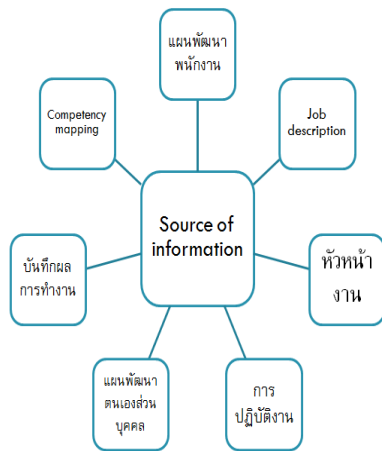 แผนพัฒนา
พนักงาน
Competency
mapping
Job
description
Source of
information
บันทึกผล
การทำงาน
หัวหน้า
งาน
แผนพัฒนา
ตนเองส่วน
บุคคล
การ
ปฏิบัติงาน